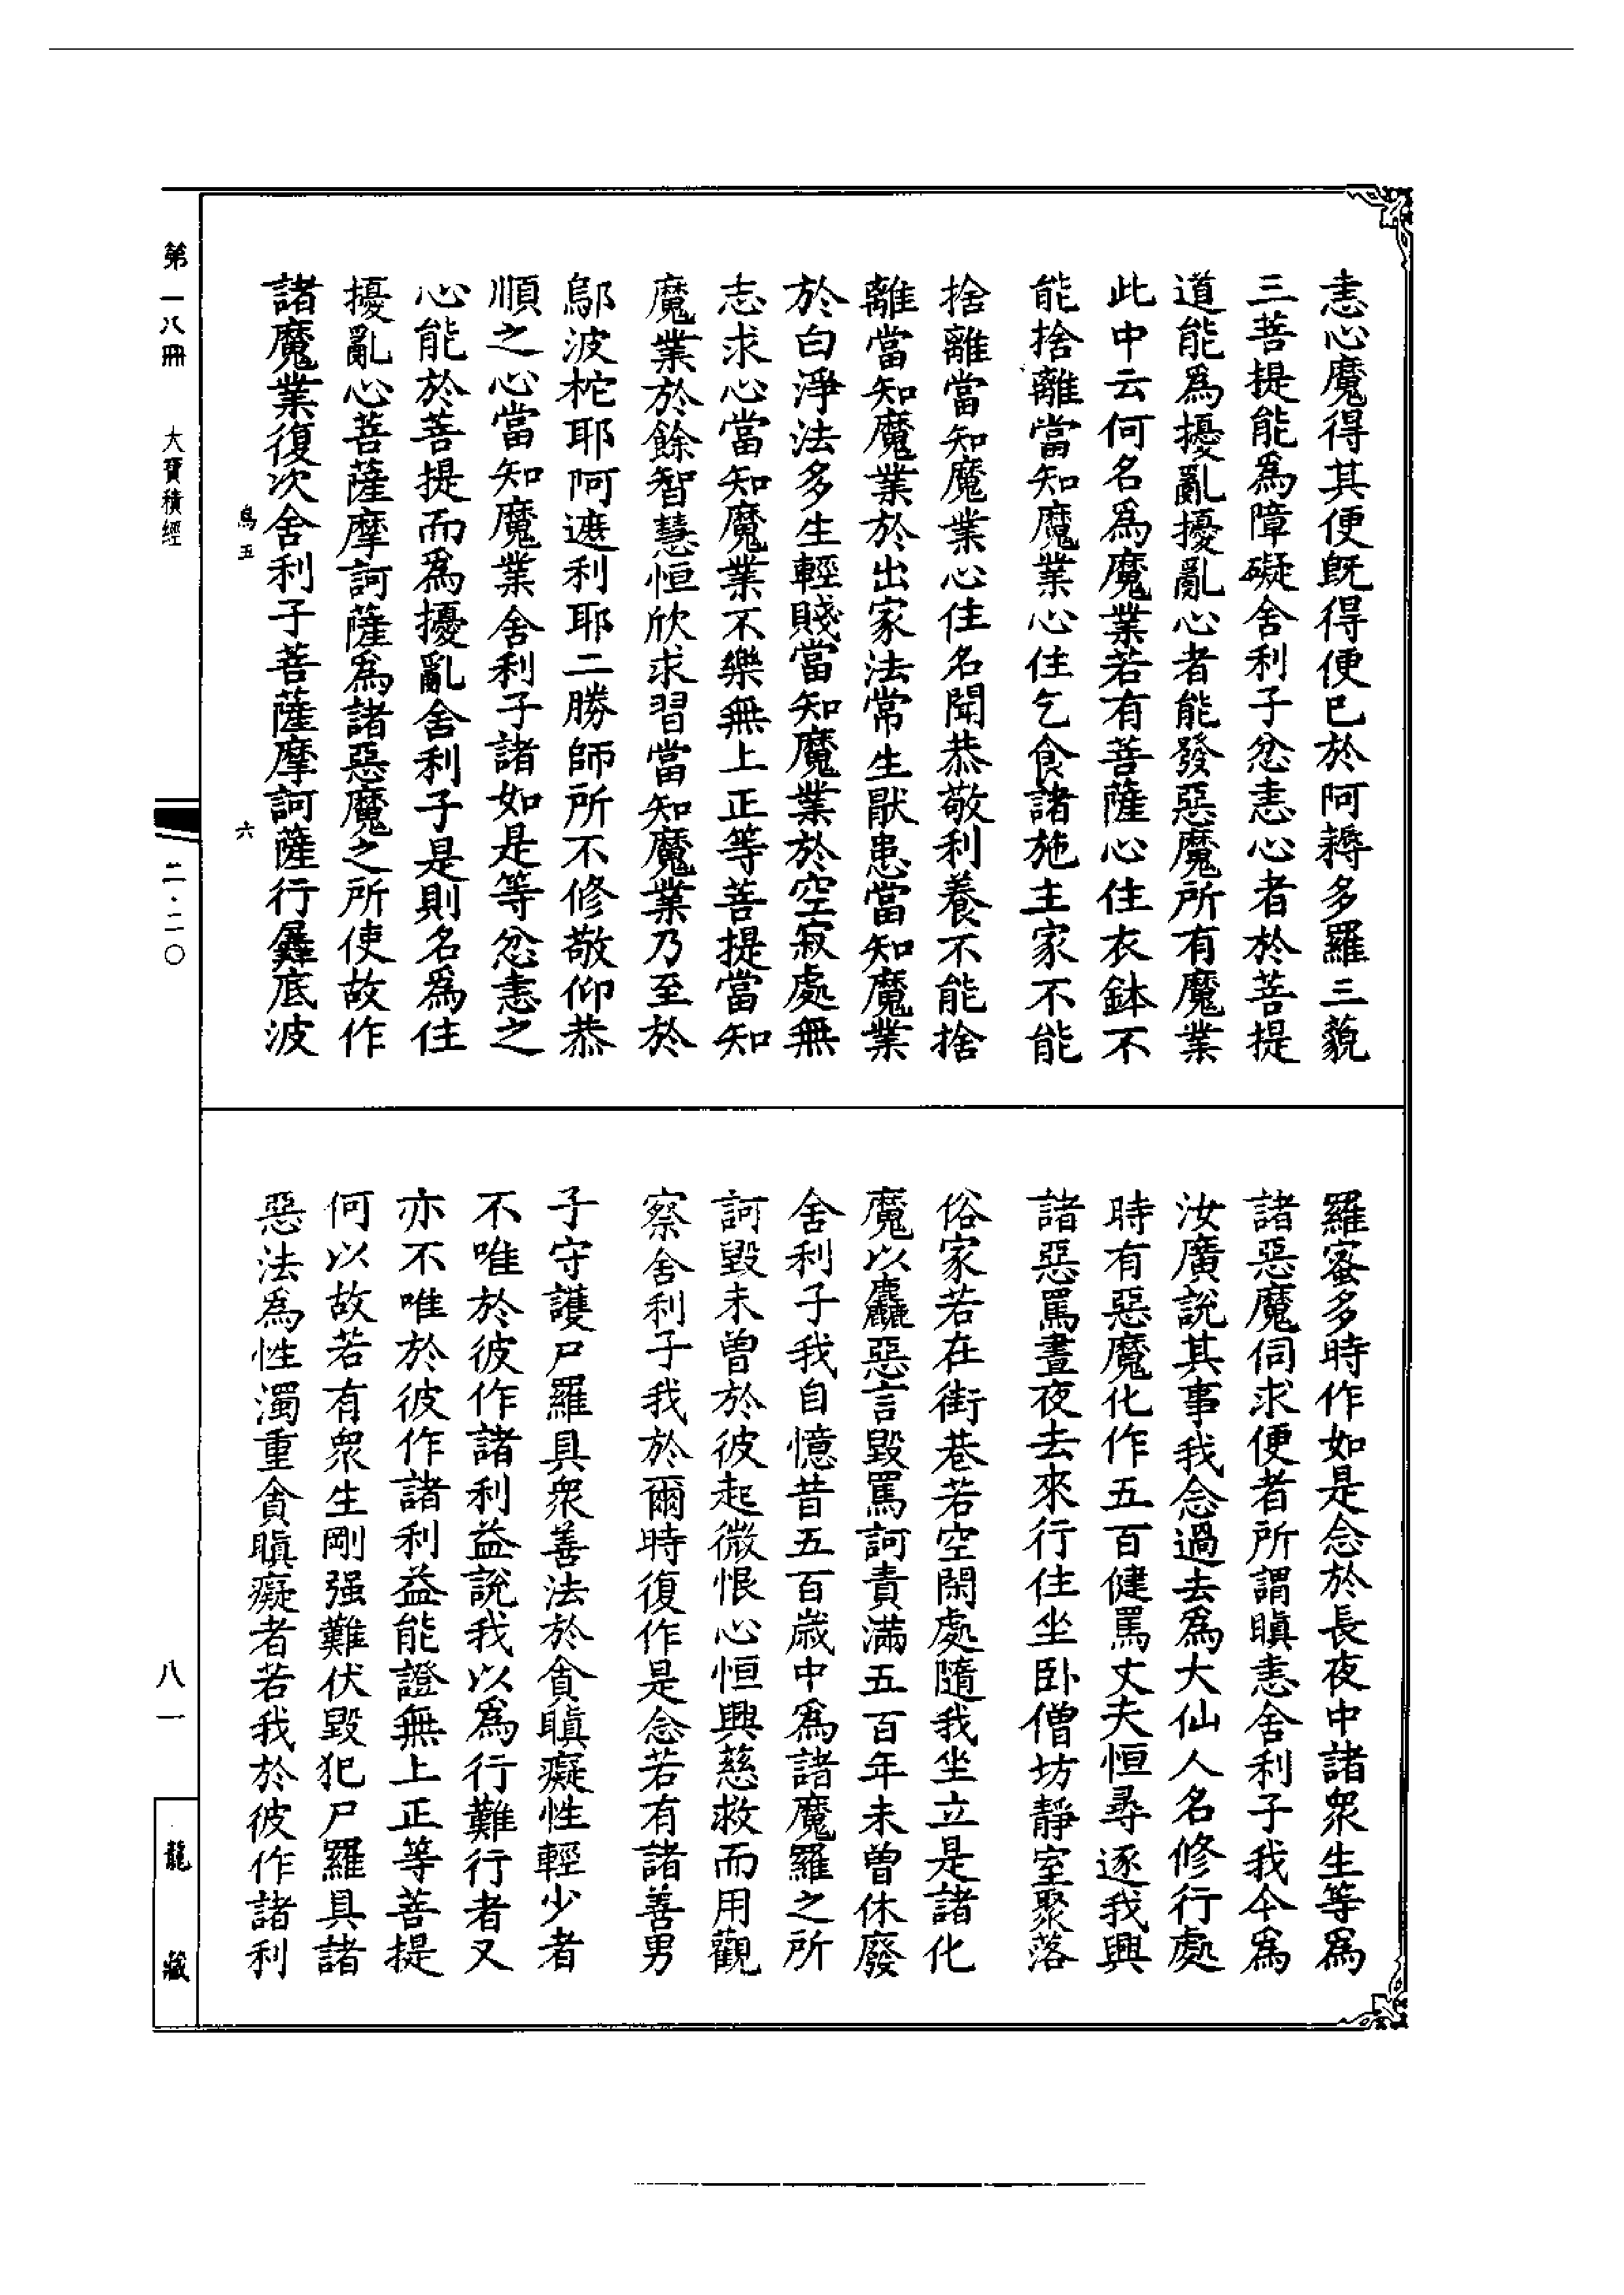 恚心魔得其便既得便已於阿耨多羅三藐
三菩提能爲障礙舍利子忿恚心者於菩提
道能爲擾亂擾亂心者能發惡魔所有魔業
此中云何名爲魔業若有菩薩心住衣鉢不
能捨離當知魔業心住乞食諸施主家不能
捨離當知魔業心住名聞恭敬利養不能捨
離當知魔業於出家法常生厭患當知魔業
於白淨法多生輕賤當知魔業於空寂處無
志求心當知魔業不樂無上正等菩提當知
魔業於餘智慧恒欣求習當知魔業乃至於
鄔波柁耶阿遮利耶二勝師所不修敬仰恭
順之心當知魔業舍利子諸如是等忿恚之
心能於菩提而爲擾亂舍利子是則名爲住
擾亂心菩薩摩訶薩爲諸惡魔之所使故作
諸魔業復次舍利子菩薩摩訶薩行毳底波
羅蜜多時作如是念於長夜中諸衆生等爲
諸惡魔伺求便者所謂瞋恚舍利子我今爲
汝廣說其事我念過去爲大仙人名修行處
時有惡魔化作五百健罵丈夫恒尋逐我興
諸惡罵晝夜去來行住坐臥僧坊靜室聚落
俗家若在街巷若空閑處隨我坐立是諸化
魔以麤惡言毀罵訶責滿五百年未曾休廢
舍利子我自憶昔五百歲中爲諸魔羅之所
訶毀未曾於彼起微恨心恒興慈救而用觀
察舍利子我於爾時復作是念若有諸善男
子守護尸羅具衆善法於貪瞋癡性輕少者
不唯於彼作諸利益說我以爲行難行者又
亦不唯於彼作諸利益能證無上正等菩提
何以故若有衆生剛强難伏毀犯尸羅具諸
惡法爲性濁重貪瞋癡者若我於彼作諸利
鳥五
六
第一八冊
大寶積經
二·二〇
八一
龍藏